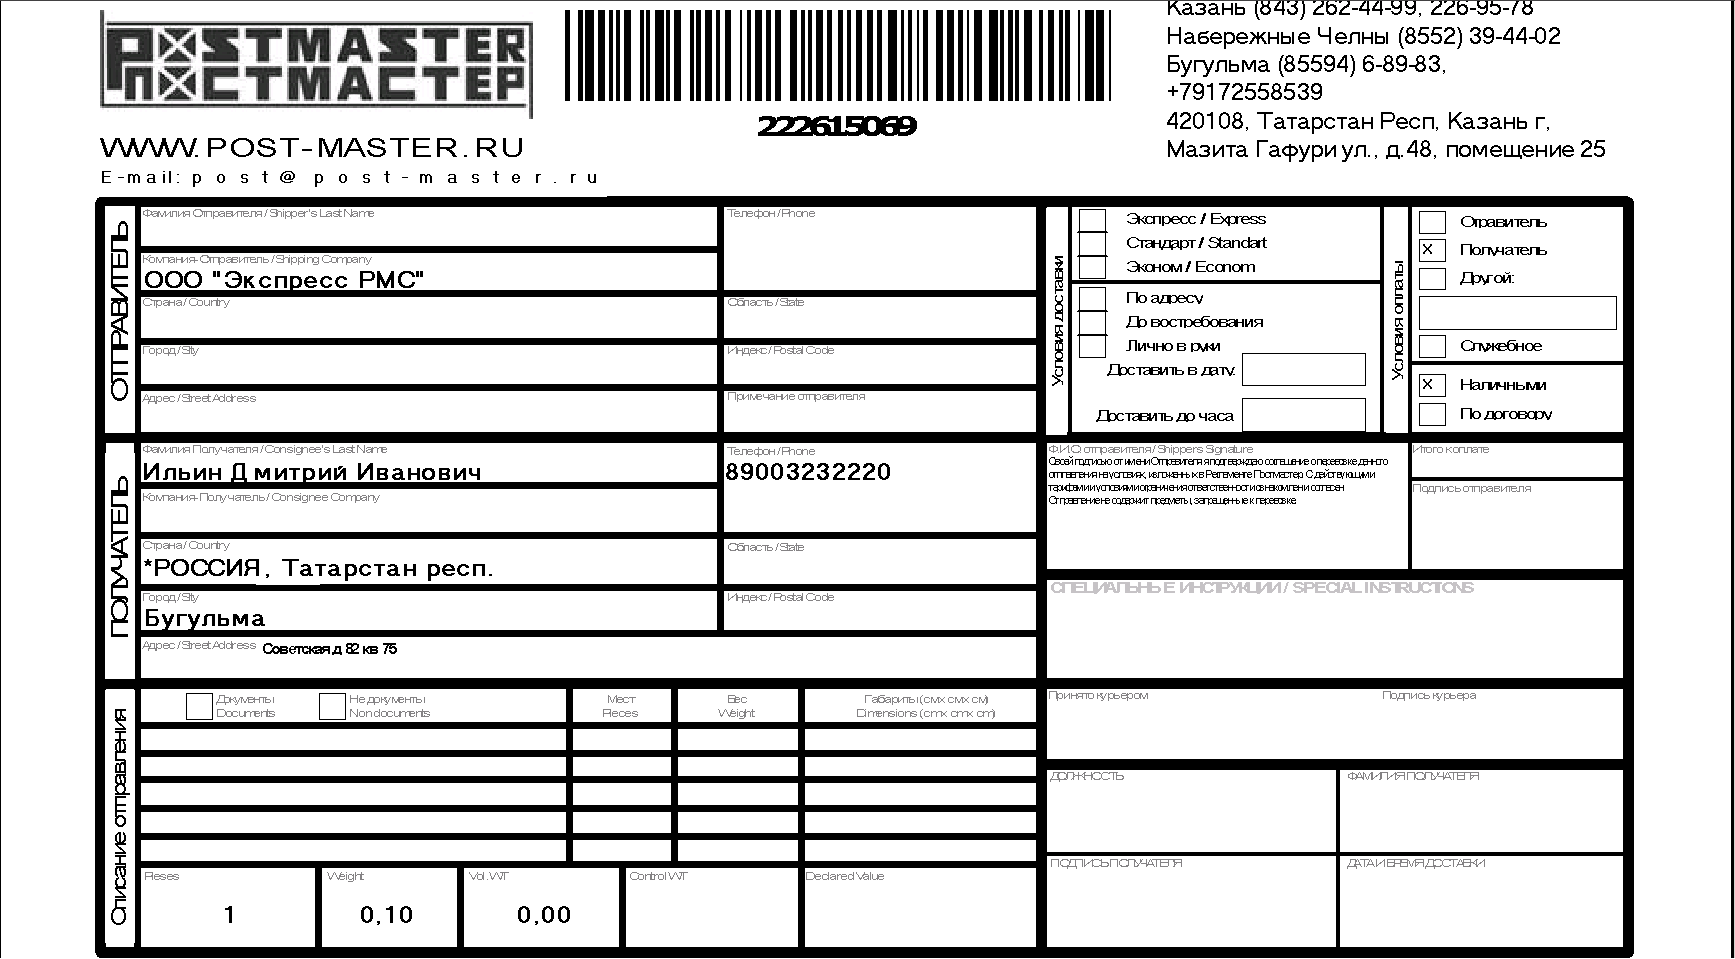 POSTMASTER
ПОСТМАСТЕР
WWW.POST-MASTER.RU
E-mail: post@post-master.ru
222615069
Казань (843) 262-44-99, 226-95-78
Набережные Челны (8552) 39-44-02
Бугульма (85594) 6-89-83,
+79172558539
420108, Татарстан Респ, Казань г,
Мазита Гафури ул., д.48, помещение 25
ОТПРАВИТЕЛЬ
Фамилия Отправителя / Shipper's Last Name
Телефон / Phone
Компания-Отправитель / Shipping Company
ООО "Экспресс РМС"
Страна / Country
Область / State
Город / Sity
Индекс / Postal Code
Адрес / Street Address
Примечание отправителя
Условия доставки
Экспресс / Express
Стандарт / Standart
Эконом / Econom
По адресу
До востребования
Лично в руки
Доставить в дату:
Доставить до часа
Условия оплаты
Отравитель
X Получатель
Другой:
Служебное
X Наличными
По договору
ПОЛУЧАТЕЛЬ
Фамилия Получателя / Consignee's Last Name
Ильин Дмитрий Иванович
Телефон / Phone
89003232220
Компания-Получатель / Consignee Company
Страна / Country
*РОССИЯ, Татарстан респ.
Область / State
Город / Sity
Бугульма
Индекс / Postal Code
Адрес / Street Address Советская д 82 кв 75
Ф.И.О. отправителя / Shippers Signature
Своей подписью от имени Отправителя я подтверждаю соглашение о перевозке данного
отправления на условиях, изложенных в Регламенте Постмастер. С действующими
тарифами и условиями ограничения ответственности ознакомлен и согласен
Отправление не содержит предметы, запрещенные к перевозке.
Итого к оплате
Подпись отправителя
СПЕЦИАЛЬНЫЕ ИНСТРУКЦИИ / SPECIAL INSTRUCTIONS
Описание отправления
Документы
Documents
Не документы
Non documents
Мест
Pieces
Вес
Weight
Габариты (см x см x см)
Dimensions (cm x cm x cm)
Принято курьером
Подпись курьера
ДОЛЖНОСТЬ
ФАМИЛИЯ ПОЛУЧАТЕЛЯ
ПОДПИСЬ ПОЛУЧАТЕЛЯ
ДАТА И ВРЕМЯ ДОСТАВКИ
Pieses
1
Weight
0,10
Vol. WT
0,00
Control WT
Declared Value